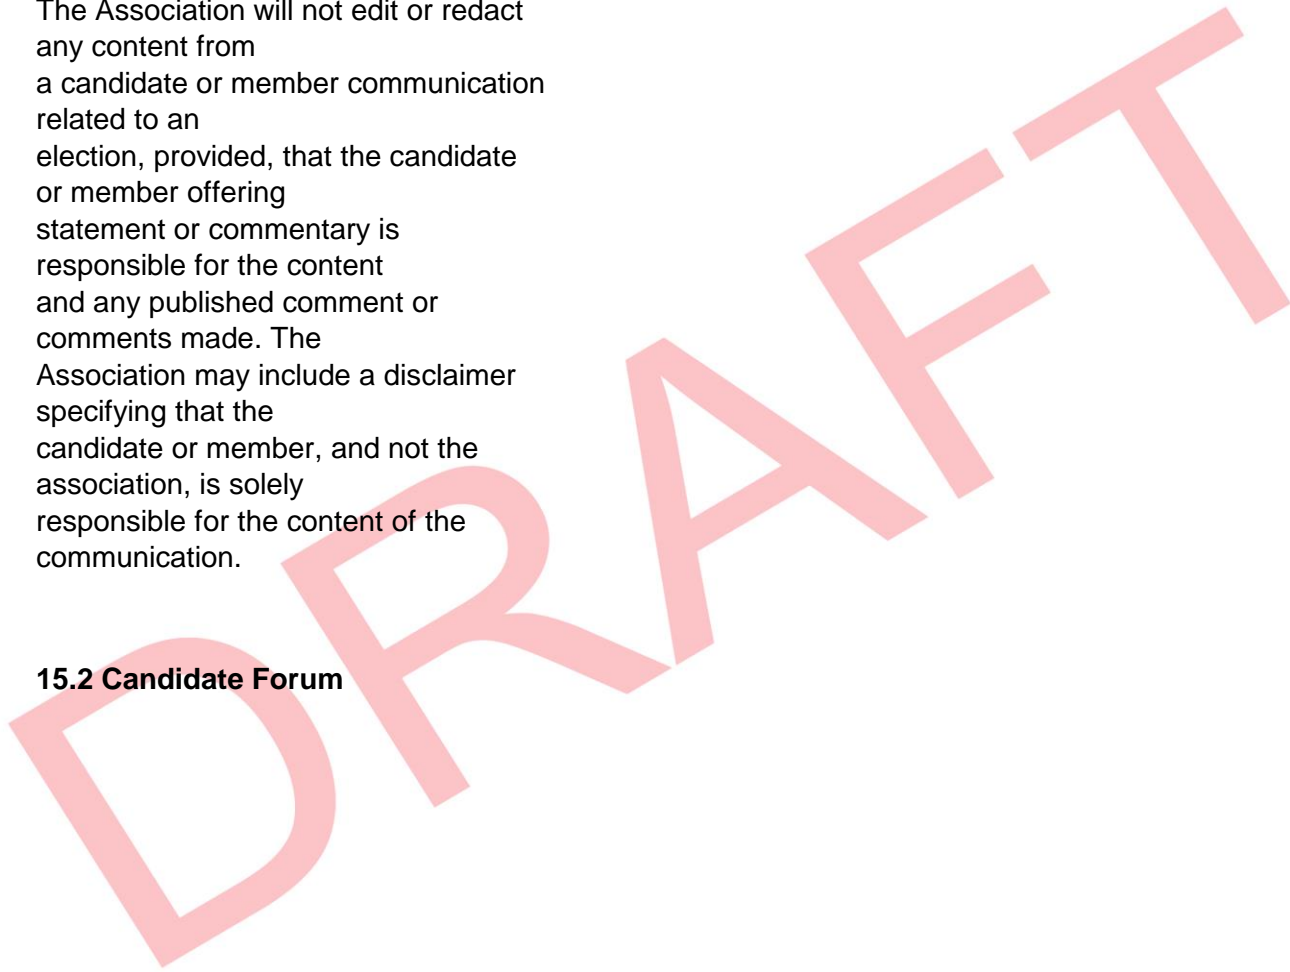 The Association will not edit or redact
any content from
a candidate or member communication
related to an
election, provided, that the candidate
or member offering
statement or commentary is
responsible for the content
and any published comment or
comments made. The
Association may include a disclaimer
specifying that the
candidate or member, and not the
association, is solely
responsible for the content of the
communication.
15.2 Candidate Forum
DRAFT